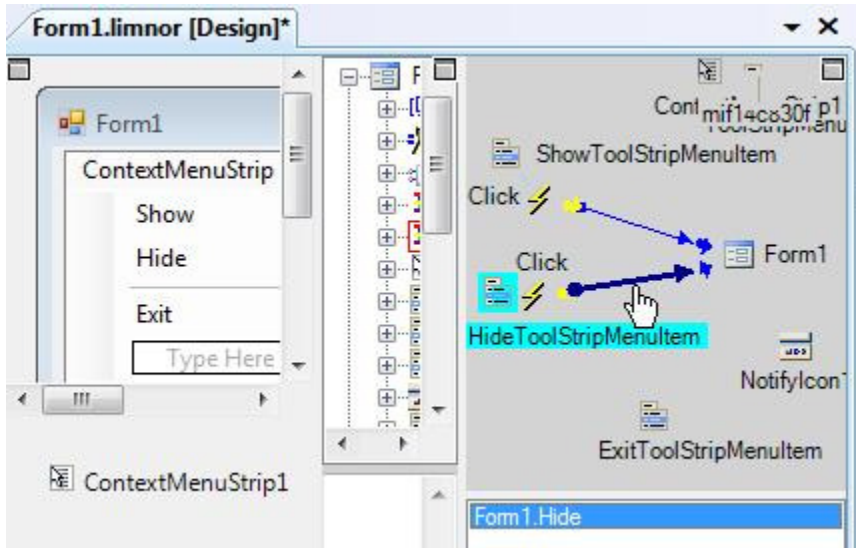 Form1.limnor [Design]*
Form1
ContextMenuStrip
Show
Hide
Exit
Type Here
ContextMenuStrip1
F
mif14c830f
ShowToolStripMenuItem
Click
Form1
Click
HideToolStripMenuItem
NotifyIcon
ExitToolStripMenuItem
Form1.Hide